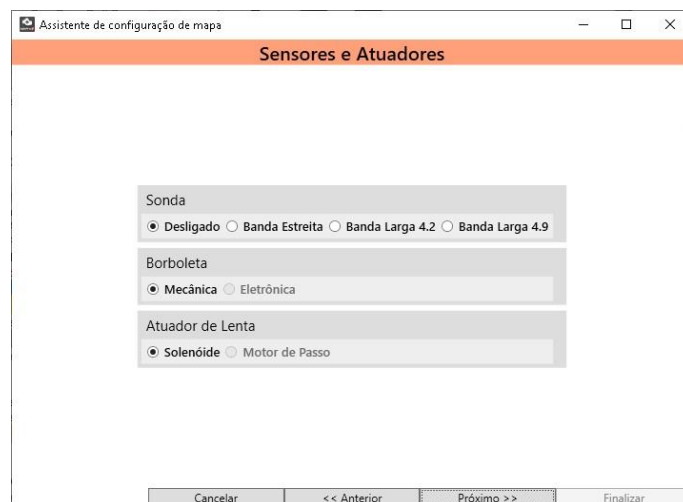 Assistente de configuração de mapa
Sensores e Atuadores
Sonda
Desligado Banda Estreita Banda Larga 4.2 Banda Larga 4.9
Borboleta
Mecânica Eletrônica
Atuador de Lenta
Solenóide Motor de Passo
Cancelar << Anterior Próximo >> Finalizar